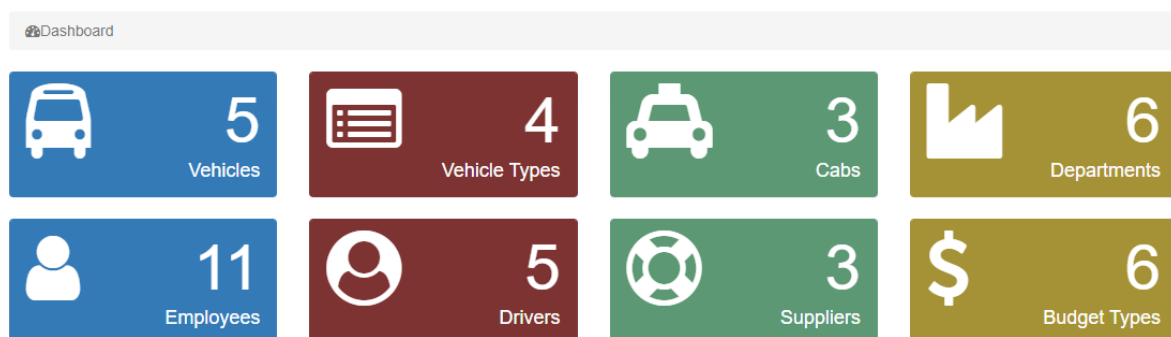 Dashboard
5
Vehicles
4
Vehicle Types
3
Cabs
6
Departments
11
Employees
5
Drivers
3
Suppliers
$
6
Budget Types